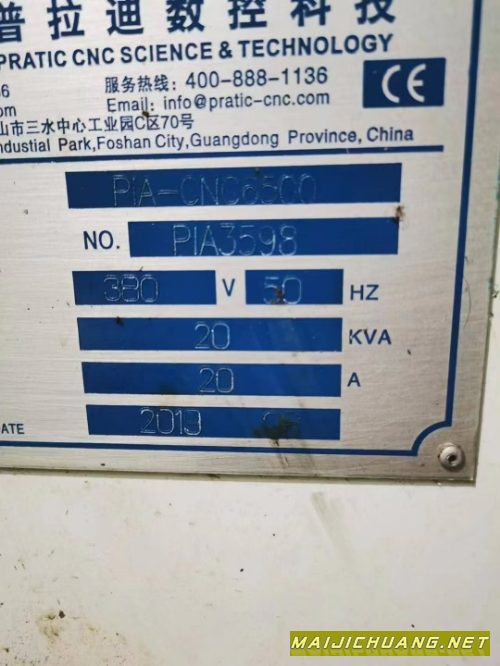 普拉迪数控科技
PRATIC CNC SCIENCE & TECHNOLOGY
服务热线: 400-888-1136
Email: info@pratic-cnc.com
山市三水中心工业园C区70号
ndustial Park,Foshan City,Guangdong Province, China
CE
PIA-CNC6500
NO. PIA3598
380 V 50 HZ
20 KVA
20 A
ATE 2013
MAIJICHUANG.NET